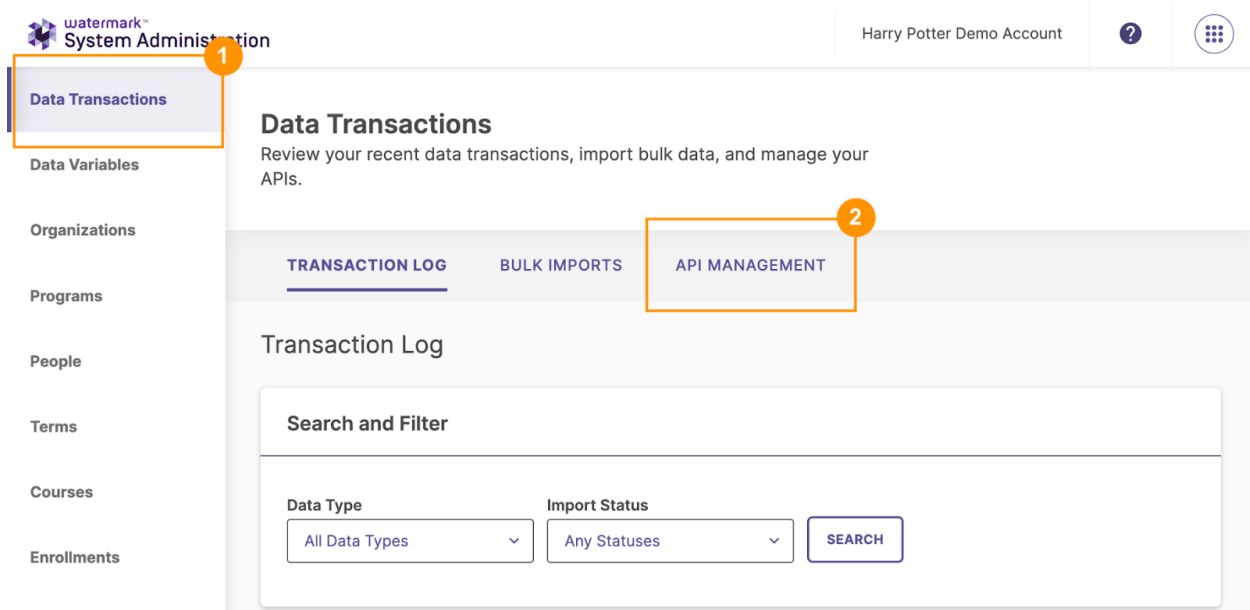 watermark™
System Administration
Harry Potter Demo Account
?
1
Data Transactions
Data Variables
Organizations
Programs
People
Terms
Courses
Enrollments
Data Transactions
Review your recent data transactions, import bulk data, and manage your
APIs.
2
TRANSACTION LOG BULK IMPORTS API MANAGEMENT
Transaction Log
Search and Filter
Data Type Import Status
All Data Types Any Statuses SEARCH